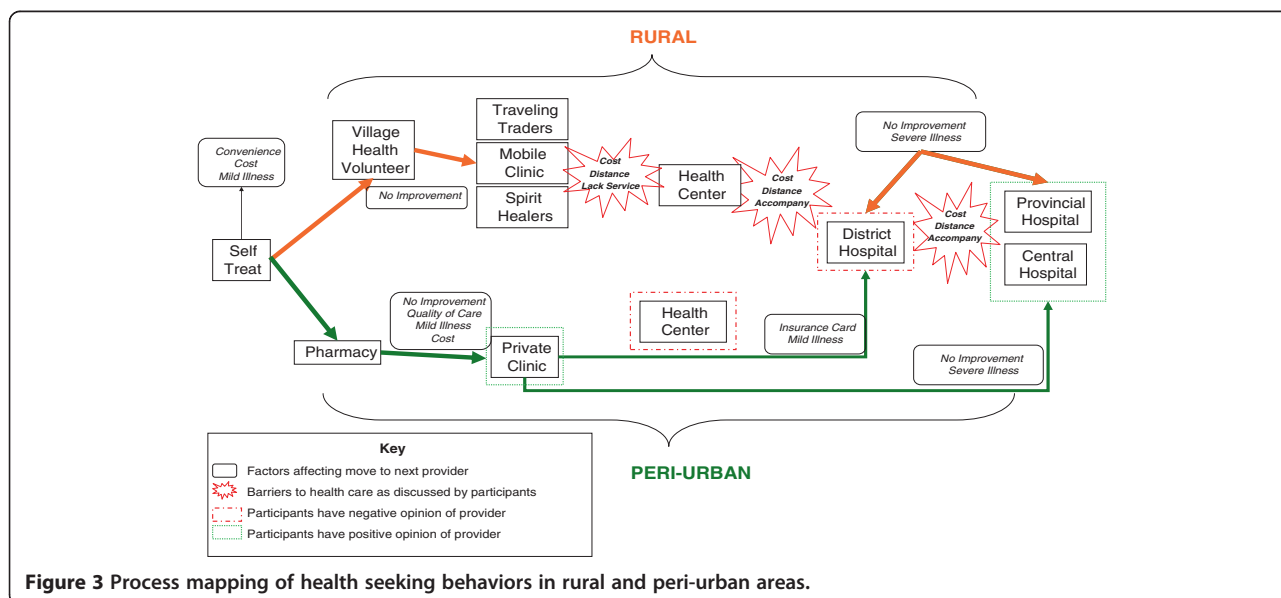 RURAL
Convenience
Cost
Mild Illness
Self
Treat
Village
Health
Volunteer
No Improvement
Traveling
Traders
Mobile
Clinic
Spirit
Healers
Cost
Distance
Lack Service
Health
Center
Cost
Distance
Accompany
No Improvement
Severe Illness
District
Hospital
Cost
Distance
Accompany
Provincial
Hospital
Central
Hospital
Pharmacy
No Improvement
Quality of Care
Mild Illness
Cost
Private
Clinic
Health
Center
Insurance Card
Mild Illness
No Improvement
Severe Illness
PERI-URBAN
Key
Factors affecting move to next provider
Barriers to health care as discussed by participants
Participants have negative opinion of provider
Participants have positive opinion of provider
Figure 3 Process mapping of health seeking behaviors in rural and peri-urban areas.